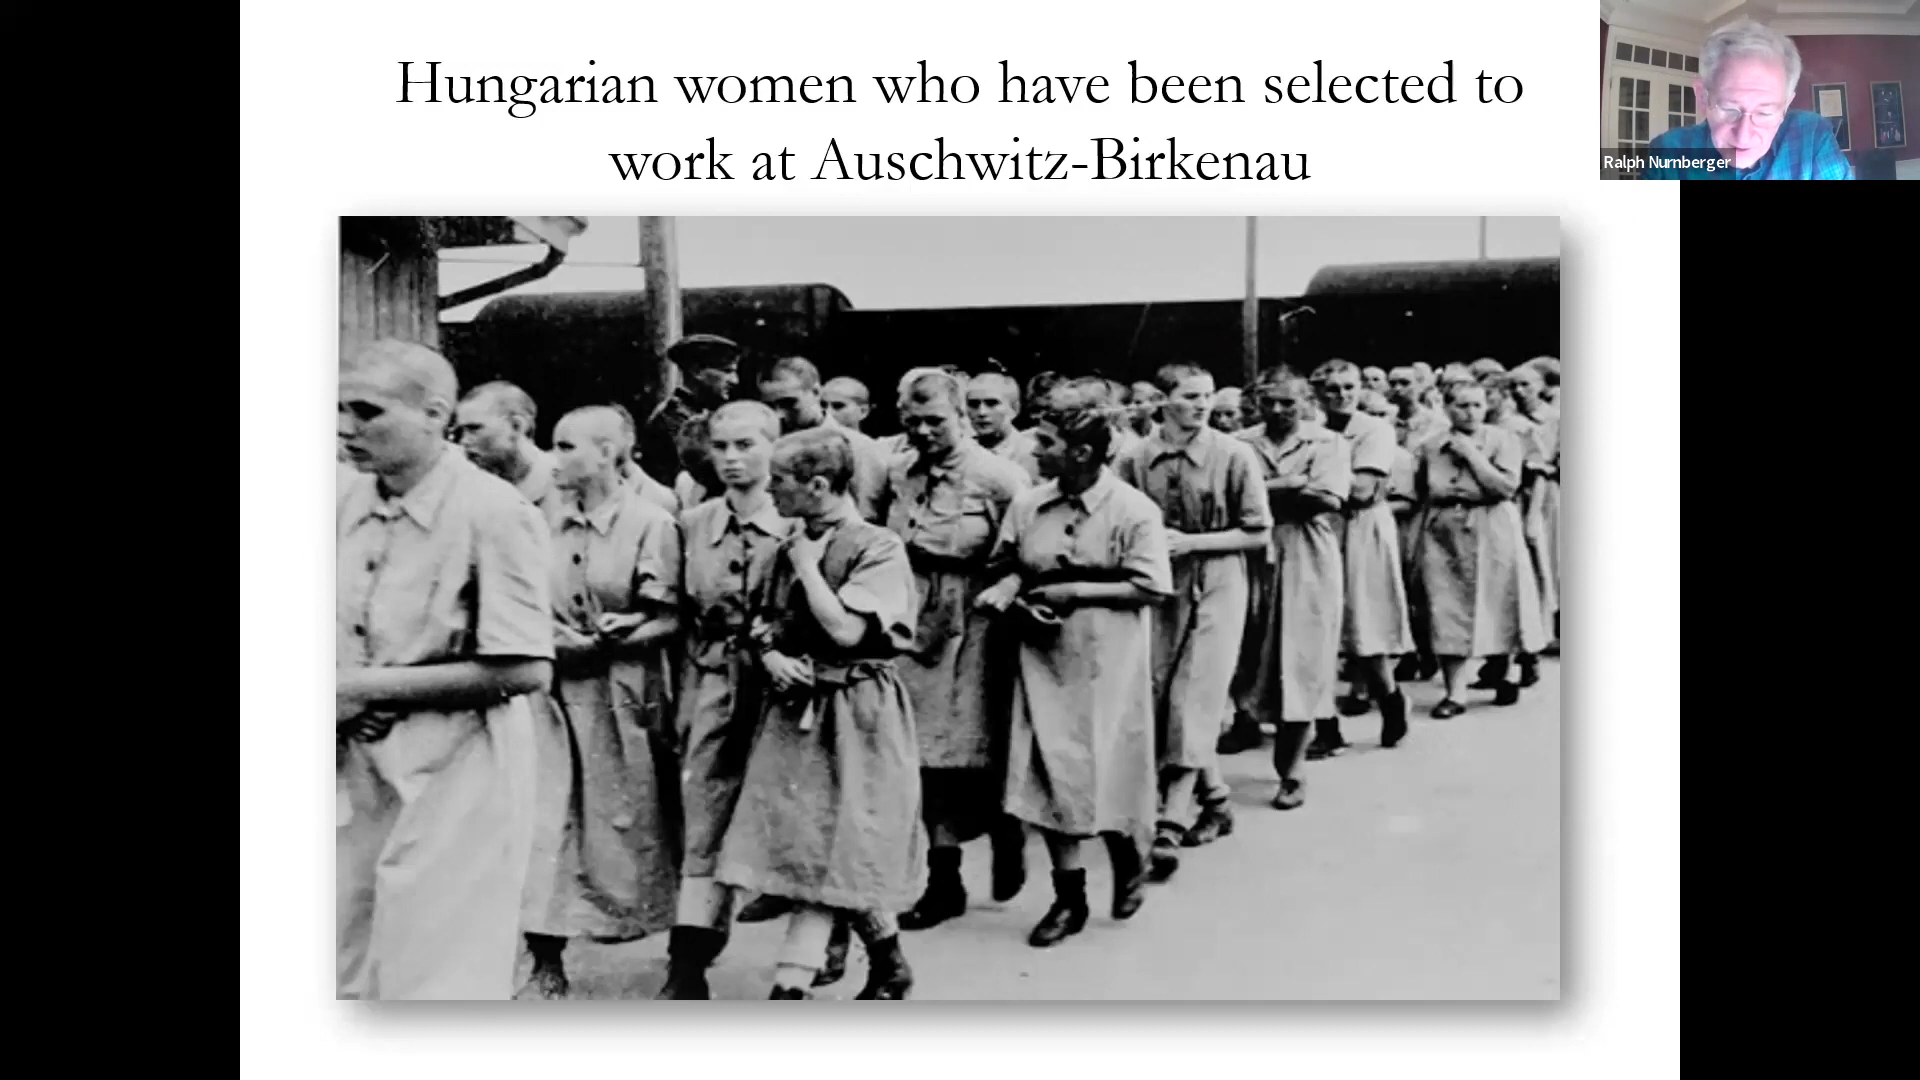 Hungarian women who have been selected to
work at Auschwitz-Birkenau
Ralph Nurnberger